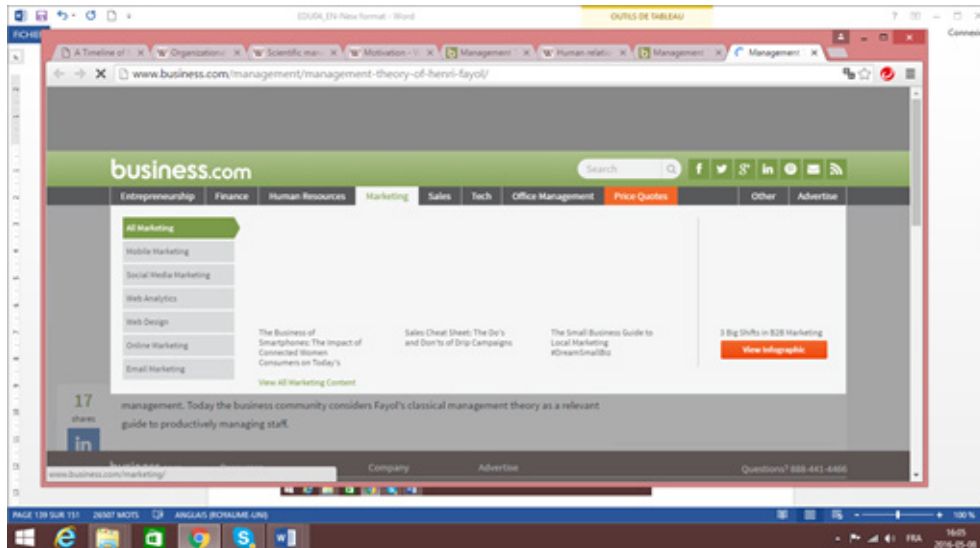 EDU04_EN-New format - Word
OUTILS DE TABLEAU
FICHIE
Connexio
A Timeline of
Organization
Scientific man
Motivation - V
Management
Human relatio
Management
Management
www.business.com/management/management-theory-of-henri-fayol/
business.com
Search
Entrepreneurship Finance Human Resources Marketing Sales Tech Office Management Price Quotes Other Advertise
All Marketing
Mobile Marketing
Social Media Marketing
Web Analytics
Web Design
Online Marketing
Email Marketing
The Business of
Smartphones: The Impact of
Connected Women
Consumers on Today's
Sales Cheat Sheet: The Do's
and Don'ts of Drip Campaigns
The Small Business Guide to
Local Marketing
#DreamSmallBiz
3 Big Shifts in B2B Marketing
View Infographic
View All Marketing Content
17
shares
management. Today the business community considers Fayol's classical management theory as a relevant
guide to productively managing staff.
Company Advertise Questions? 888-441-4466
www.business.com/marketing/
PAGE 139 SUR 151 26507 MOTS ANGLAIS (ROYAUME-UNI) 100 %
FRA
16:05
2016-05-08